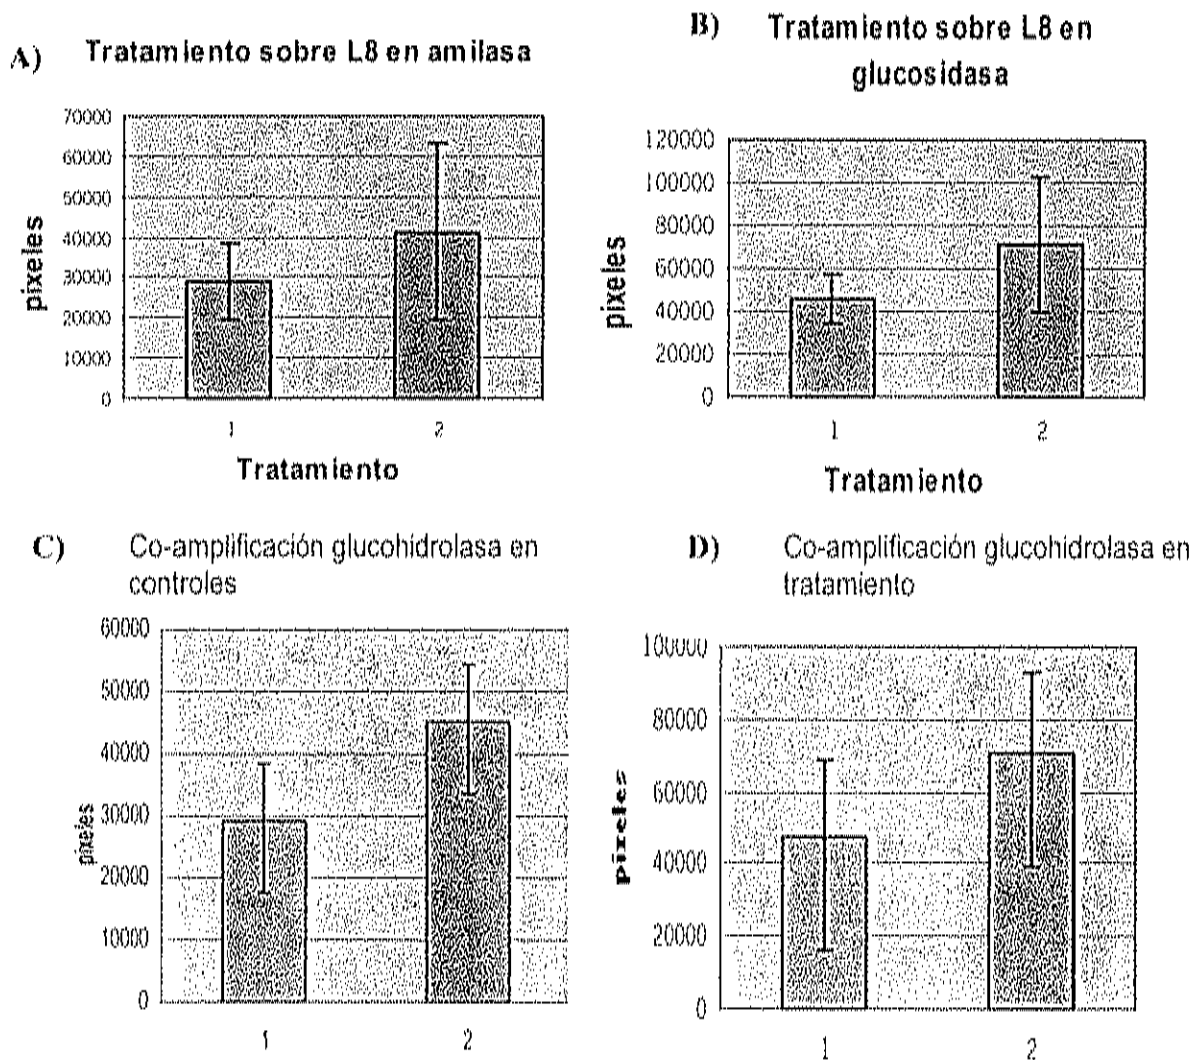 A) Tratamiento sobre L8 en amilasa
70000
60000
50000
40000
30000
20000
10000
0
pixeles
1 2
Tratamiento
B) Tratamiento sobre L8 en
glucosidasa
120000
100000
80000
60000
40000
20000
0
pixeles
1 2
Tratamiento
C) Co-amplificación glucohidrolasa en
controles
60000
50000
40000
30000
20000
10000
0
pixeles
1 2
D) Co-amplificación glucohidrolasa en
tratamiento
100000
80000
60000
40000
20000
0
pixeles
1 2